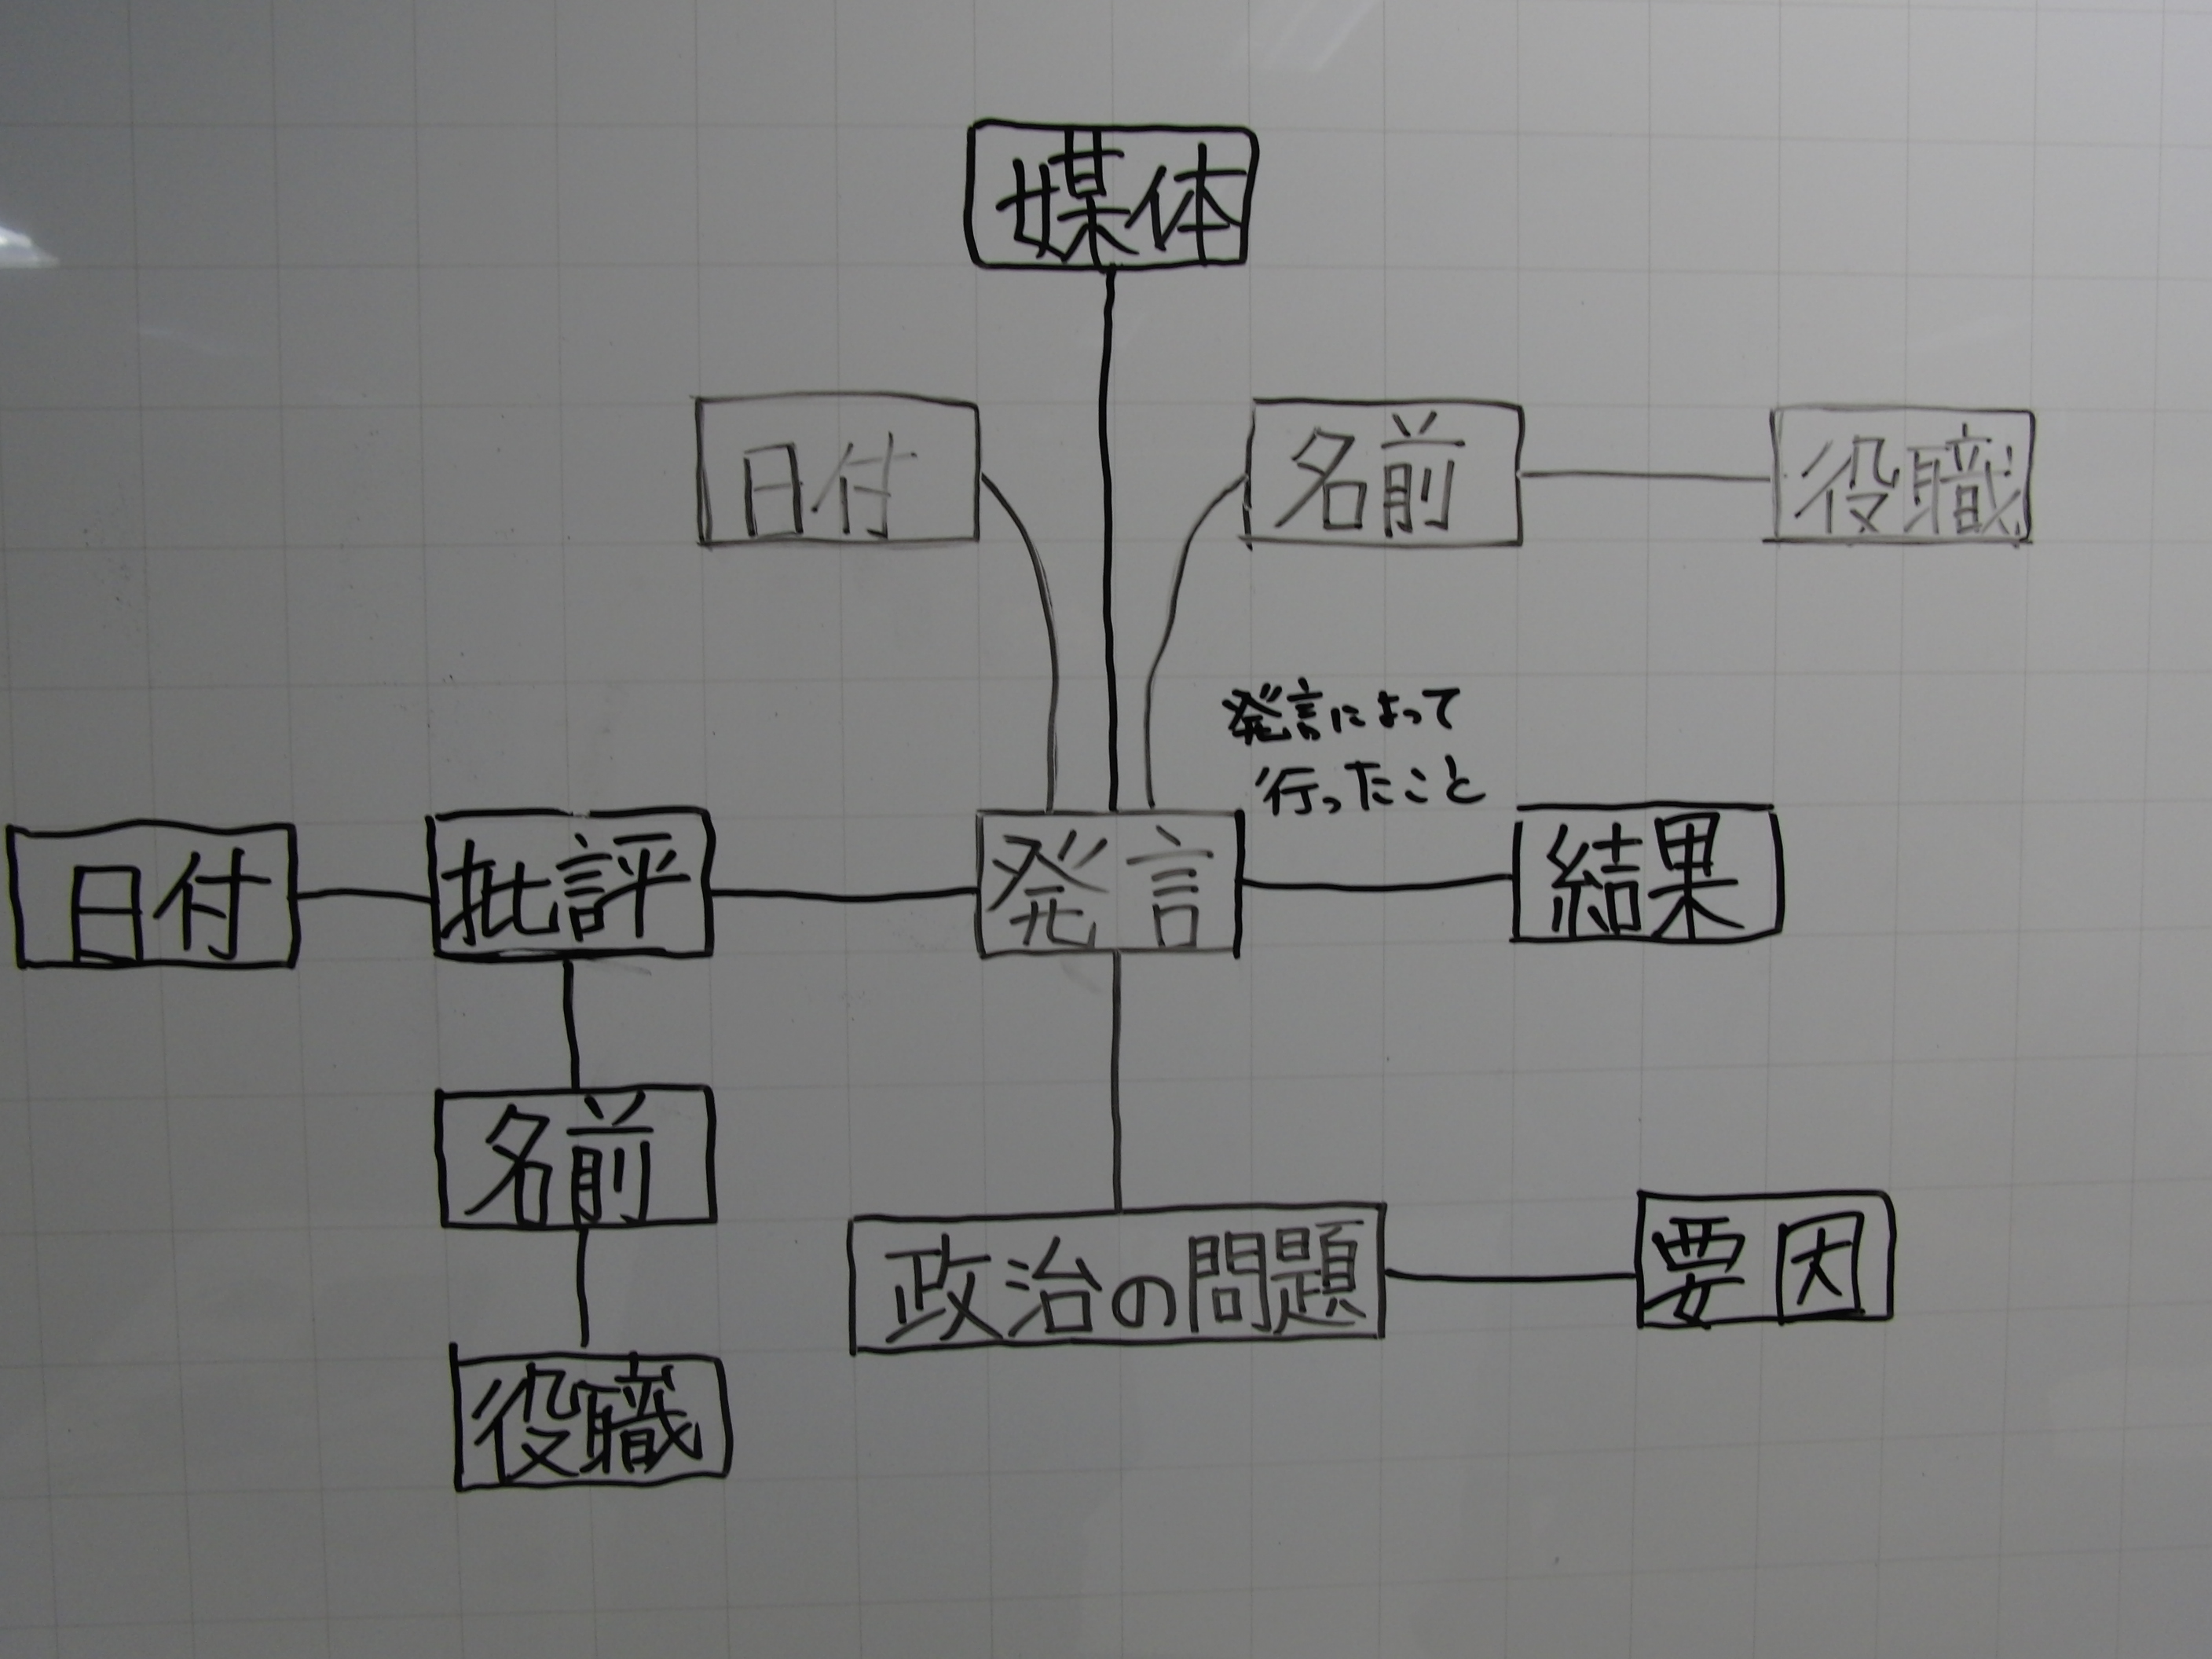 媒体
日付
名前
役職
発言によって
行ったこと
日付
批評
発言
結果
名前
政治の問題
要因
役職